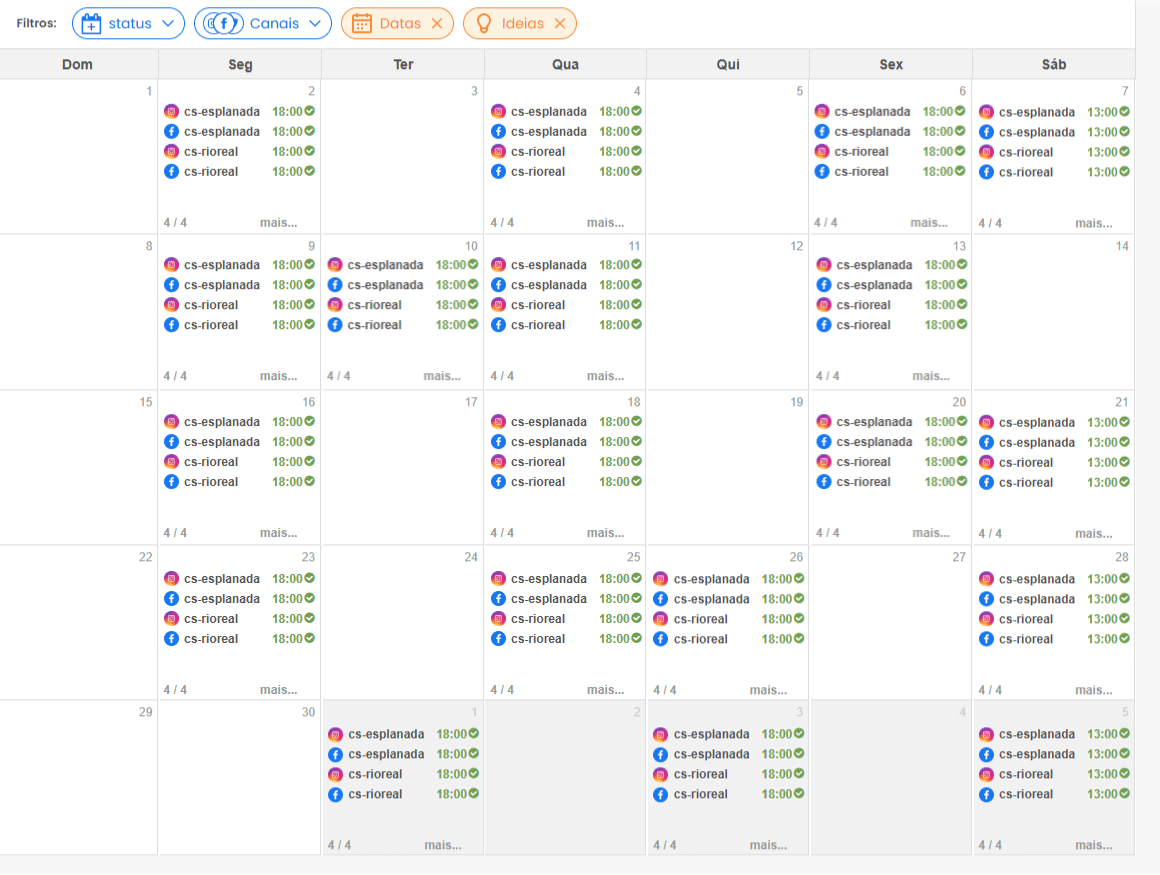 Filtros: status Canais Datas Ideias
Dom Seg Ter Qua Qui Sex Sáb
1 2 3 4 5 6 7
cs-esplanada 18:00 cs-esplanada 18:00 cs-esplanada 18:00 cs-esplanada 13:00
cs-esplanada 18:00 cs-esplanada 18:00 cs-esplanada 18:00 cs-esplanada 13:00
cs-rioreal 18:00 cs-rioreal 18:00 cs-rioreal 18:00 cs-rioreal 13:00
cs-rioreal 18:00 cs-rioreal 18:00 cs-rioreal 18:00 cs-rioreal 13:00
4 / 4 mais... 4 / 4 mais... 4 / 4 mais... 4 / 4 mais...
8 9 10 11 12 13 14
cs-esplanada 18:00 cs-esplanada 18:00 cs-esplanada 18:00 cs-esplanada 18:00
cs-esplanada 18:00 cs-esplanada 18:00 cs-esplanada 18:00 cs-esplanada 18:00
cs-rioreal 18:00 cs-rioreal 18:00 cs-rioreal 18:00 cs-rioreal 18:00
cs-rioreal 18:00 cs-rioreal 18:00 cs-rioreal 18:00 cs-rioreal 18:00
4 / 4 mais... 4 / 4 mais... 4 / 4 mais... 4 / 4 mais...
15 16 17 18 19 20 21
cs-esplanada 18:00 cs-esplanada 18:00 cs-esplanada 18:00 cs-esplanada 13:00
cs-esplanada 18:00 cs-esplanada 18:00 cs-esplanada 18:00 cs-esplanada 13:00
cs-rioreal 18:00 cs-rioreal 18:00 cs-rioreal 18:00 cs-rioreal 13:00
cs-rioreal 18:00 cs-rioreal 18:00 cs-rioreal 18:00 cs-rioreal 13:00
4 / 4 mais... 4 / 4 mais... 4 / 4 mais... 4 / 4 mais...
22 23 24 25 26 27 28
cs-esplanada 18:00 cs-esplanada 18:00 cs-esplanada 18:00 cs-esplanada 13:00
cs-esplanada 18:00 cs-esplanada 18:00 cs-esplanada 18:00 cs-esplanada 13:00
cs-rioreal 18:00 cs-rioreal 18:00 cs-rioreal 18:00 cs-rioreal 13:00
cs-rioreal 18:00 cs-rioreal 18:00 cs-rioreal 18:00 cs-rioreal 13:00
4 / 4 mais... 4 / 4 mais... 4 / 4 mais... 4 / 4 mais...
29 30 1 2 3 4 5
cs-esplanada 18:00 cs-esplanada 18:00 cs-esplanada 13:00
cs-esplanada 18:00 cs-esplanada 18:00 cs-esplanada 13:00
cs-rioreal 18:00 cs-rioreal 18:00 cs-rioreal 13:00
cs-rioreal 18:00 cs-rioreal 18:00 cs-rioreal 13:00
4 / 4 mais... 4 / 4 mais... 4 / 4 mais...